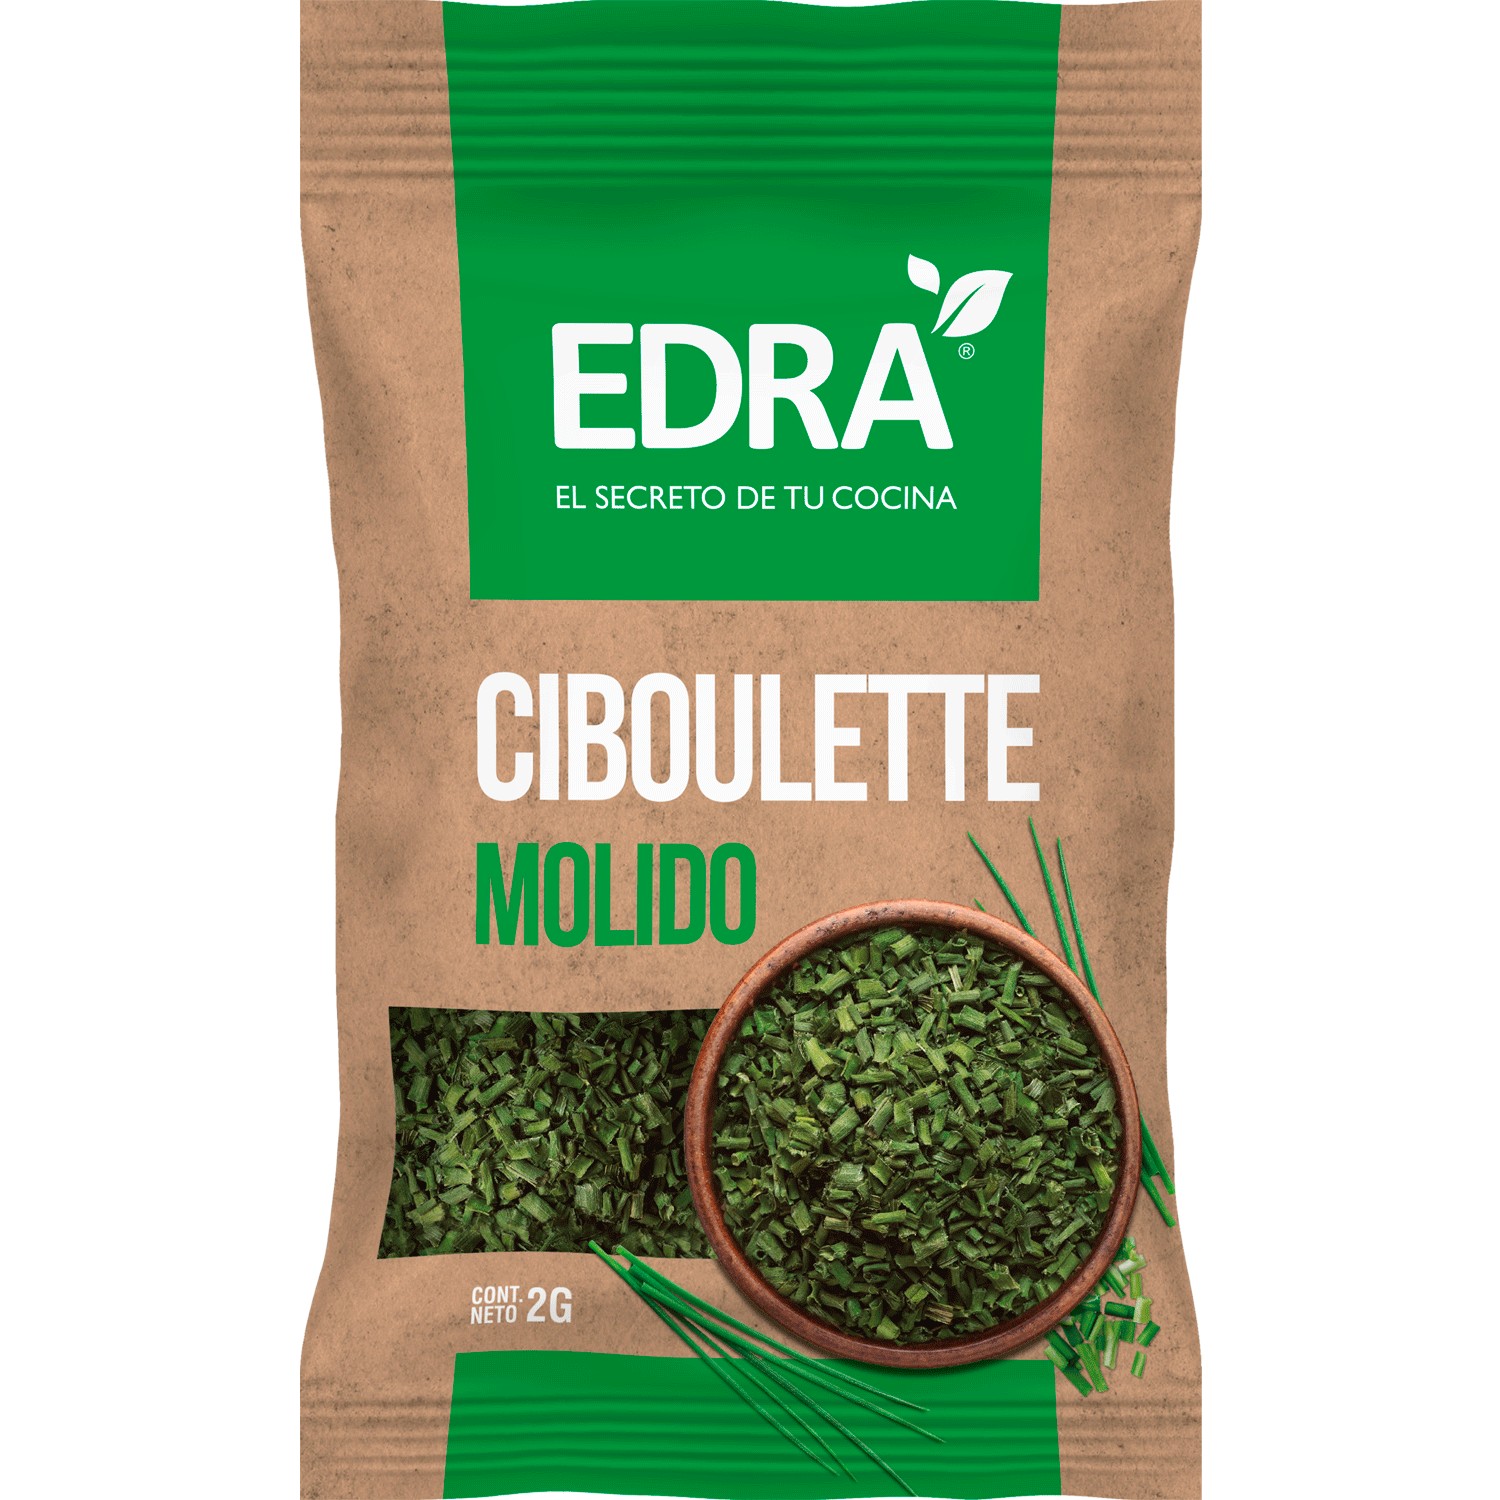 EDRA
®
EL SECRETO DE TU COCINA
CIBOULETTE
MOLIDO
CONT.
NETO 2G